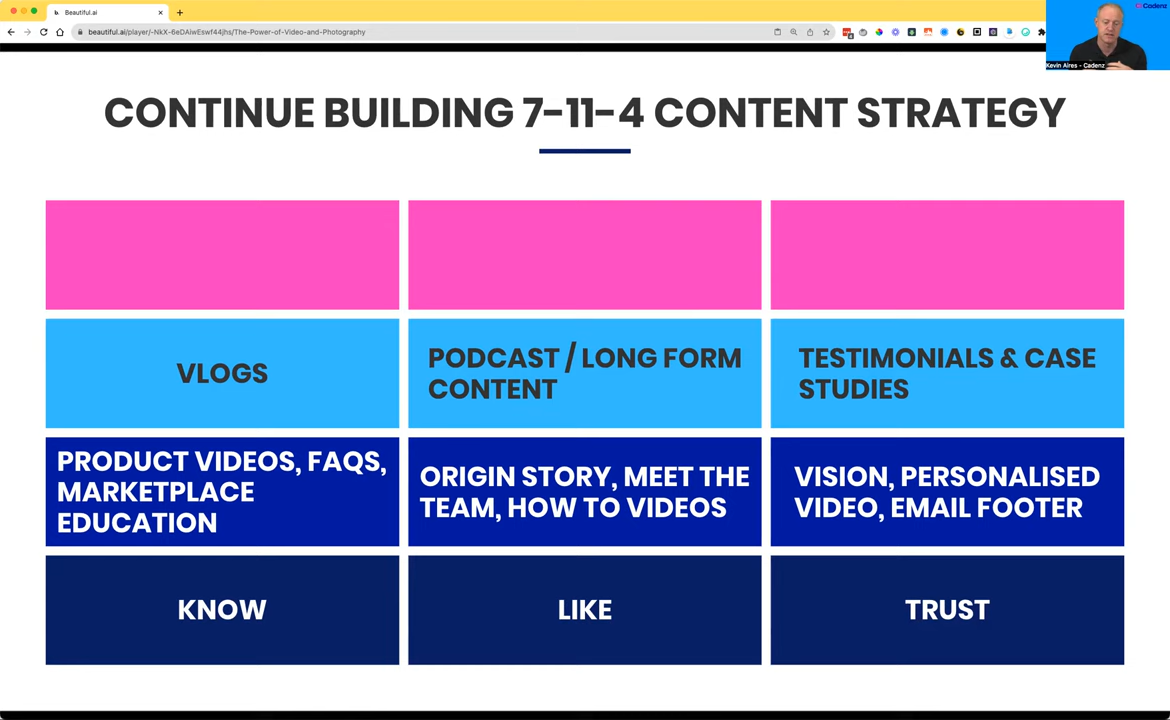 Beautiful.ai
beautiful.ai/player/-NkX-6eDAiwEswf44jhs/The-Power-of-Video-and-Photography
Cadenz
Kevin Aires - Cadenz
CONTINUE BUILDING 7-11-4 CONTENT STRATEGY
VLOGS
PODCAST / LONG FORM
CONTENT
TESTIMONIALS & CASE
STUDIES
PRODUCT VIDEOS, FAQS,
MARKETPLACE
EDUCATION
ORIGIN STORY, MEET THE
TEAM, HOW TO VIDEOS
VISION, PERSONALISED
VIDEO, EMAIL FOOTER
KNOW
LIKE
TRUST